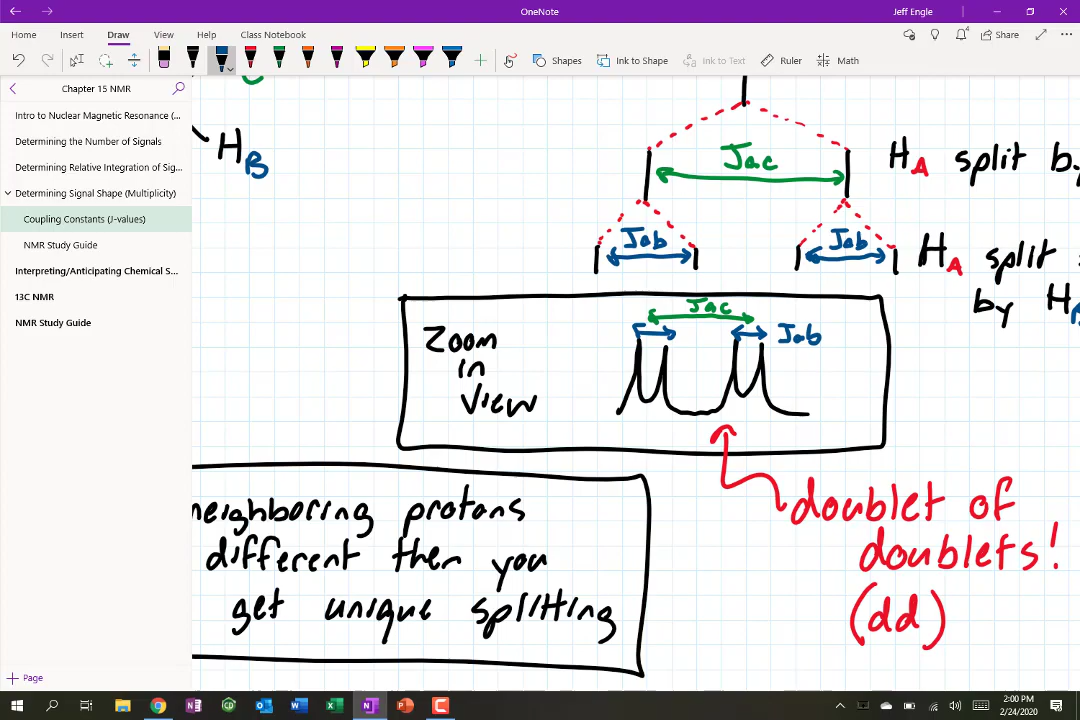 OneNote
Jeff Engle
Home Insert Draw View Help Class Notebook
Share
Shapes Ink to Shape Ink to Text Ruler Math
Chapter 15 NMR
Intro to Nuclear Magnetic Resonance (...
Determining the Number of Signals
Determining Relative Integration of Sig...
Determining Signal Shape (Multiplicity)
Coupling Constants (J-values)
NMR Study Guide
Interpreting/Anticipating Chemical S...
13C NMR
NMR Study Guide
Page
HB
Jac
HA split by
Jab Jab
HA split
by H
Jac
Jab
Zoom
in
View
doublet of
doublets!
(dd)
neighboring protons
different then you
get unique splitting
2:00 PM
2/24/2020